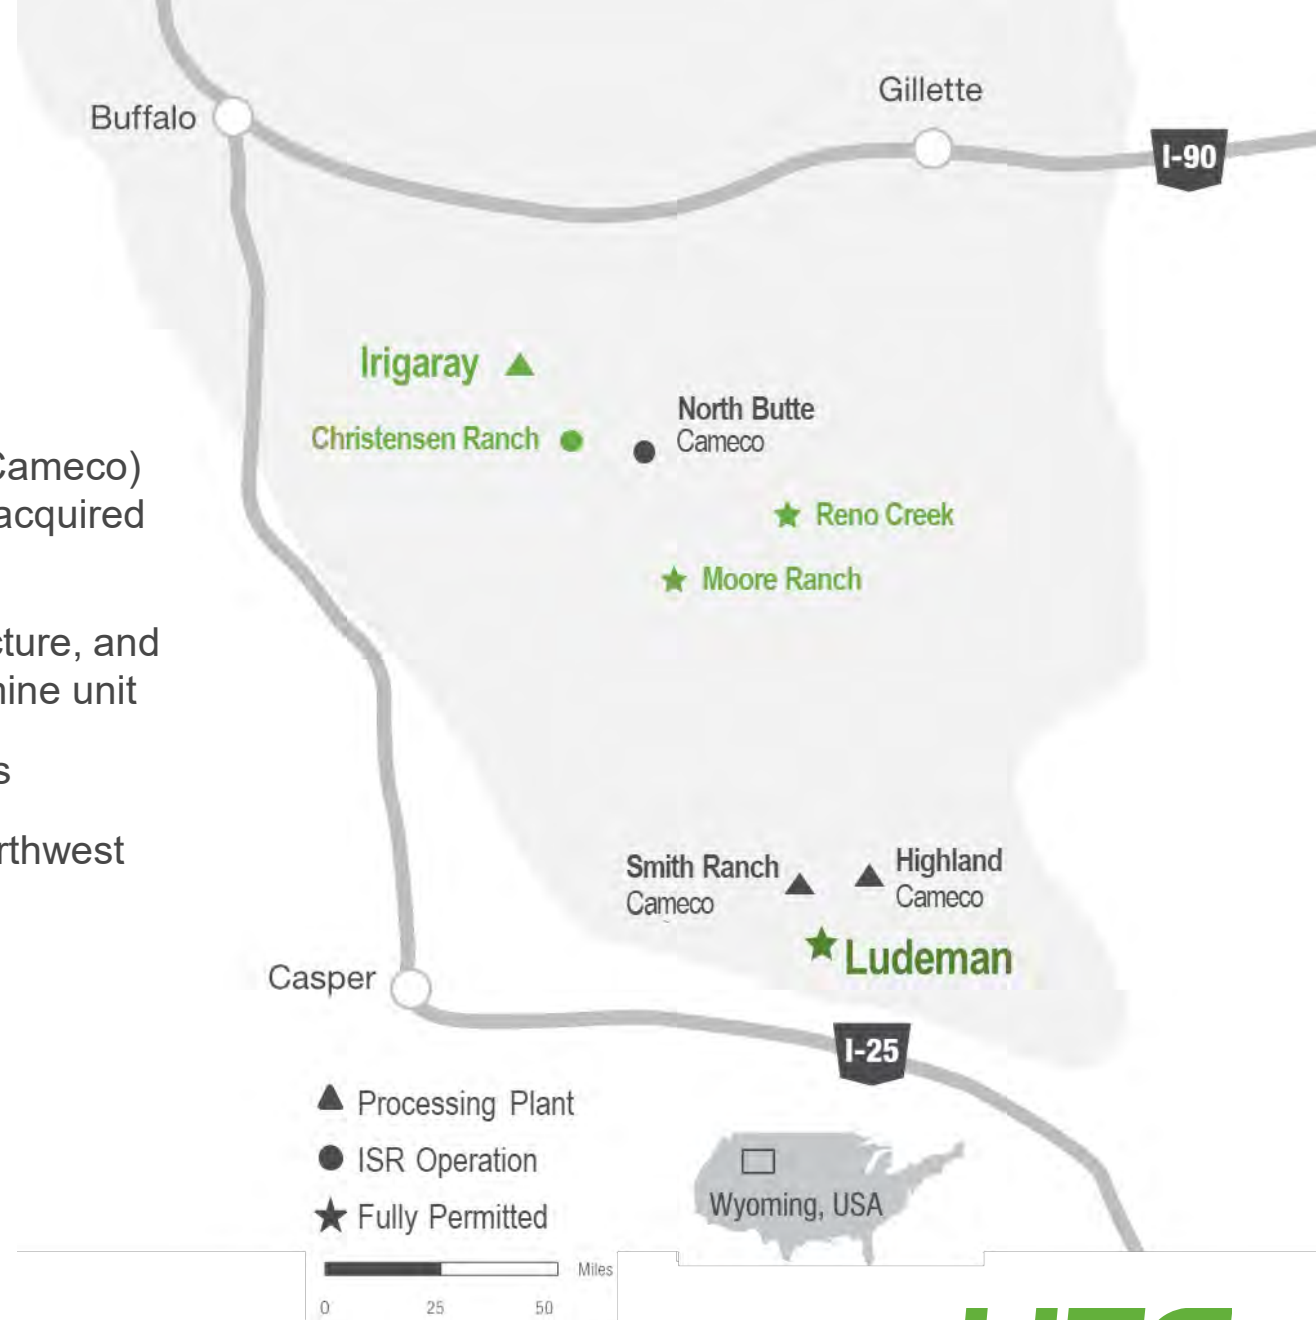 Gillette
Buffalo
I-90
Irigaray
North Butte
Cameco
Christensen Ranch
Cameco)
acquired
Reno Creek
Moore Ranch
cture, and
mine unit
s
rthwest
Smith Ranch
Cameco
Highland
Cameco
Ludeman
Casper
I-25
Processing Plant
ISR Operation
Fully Permitted
Wyoming, USA
Miles
0 25 50